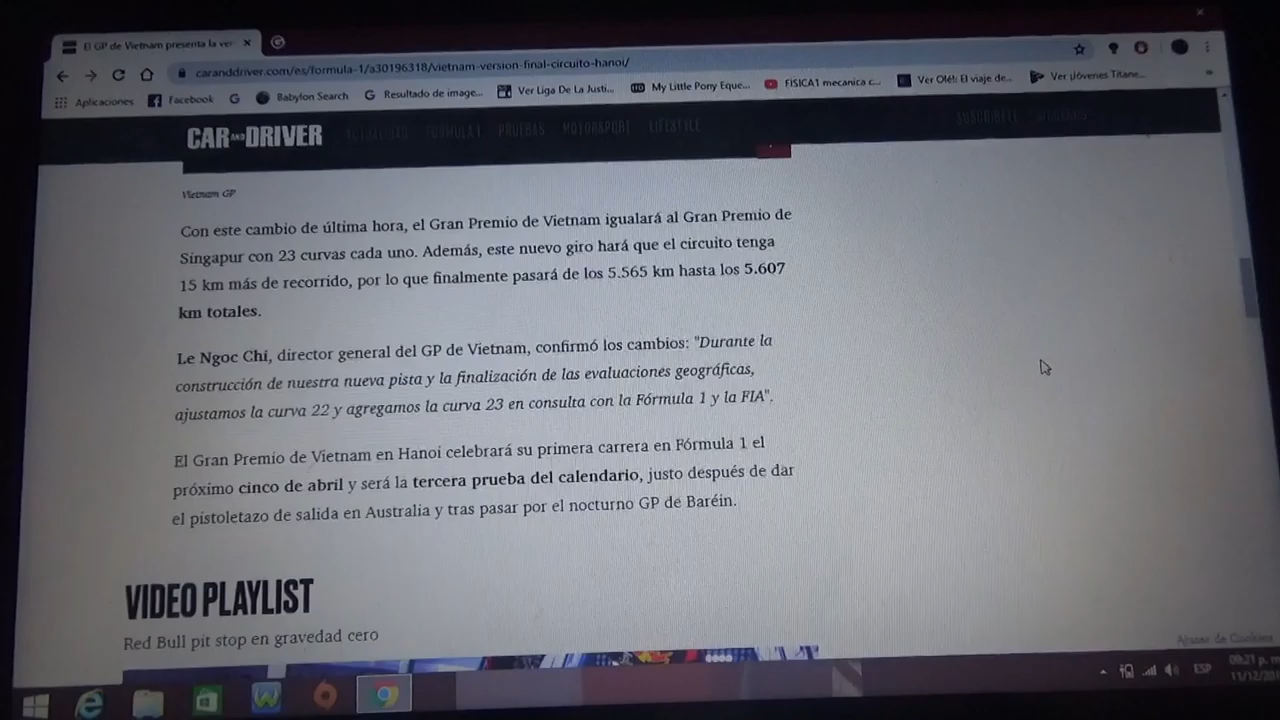 El GP de Vietnam presenta la ver
caranddriver.com/es/formula-1/a30196318/vietnam-version-final-circuito-hanoi/
Aplicaciones Facebook Babylon Search Resultado de image... Ver Liga De La Justi... My Little Pony Eque... FISICA1 mecanica c... Ver Olé!: El viaje de... Ver ¡Jóvenes Titane...
CAR AND DRIVER ACTUALIDAD FORMULA 1 PRUEBAS MOTORSPORT LIFESTYLE
Vietnam GP
Con este cambio de última hora, el Gran Premio de Vietnam igualará al Gran Premio de
Singapur con 23 curvas cada uno. Además, este nuevo giro hará que el circuito tenga
15 km más de recorrido, por lo que finalmente pasará de los 5.565 km hasta los 5.607
km totales.
Le Ngoc Chi, director general del GP de Vietnam, confirmó los cambios: "Durante la
construcción de nuestra nueva pista y la finalización de las evaluaciones geográficas,
ajustamos la curva 22 y agregamos la curva 23 en consulta con la Fórmula 1 y la FIA".
El Gran Premio de Vietnam en Hanoi celebrará su primera carrera en Fórmula 1 el
próximo cinco de abril y será la tercera prueba del calendario, justo después de dar
el pistoletazo de salida en Australia y tras pasar por el nocturno GP de Baréin.
VIDEO PLAYLIST
Red Bull pit stop en gravedad cero
ESP